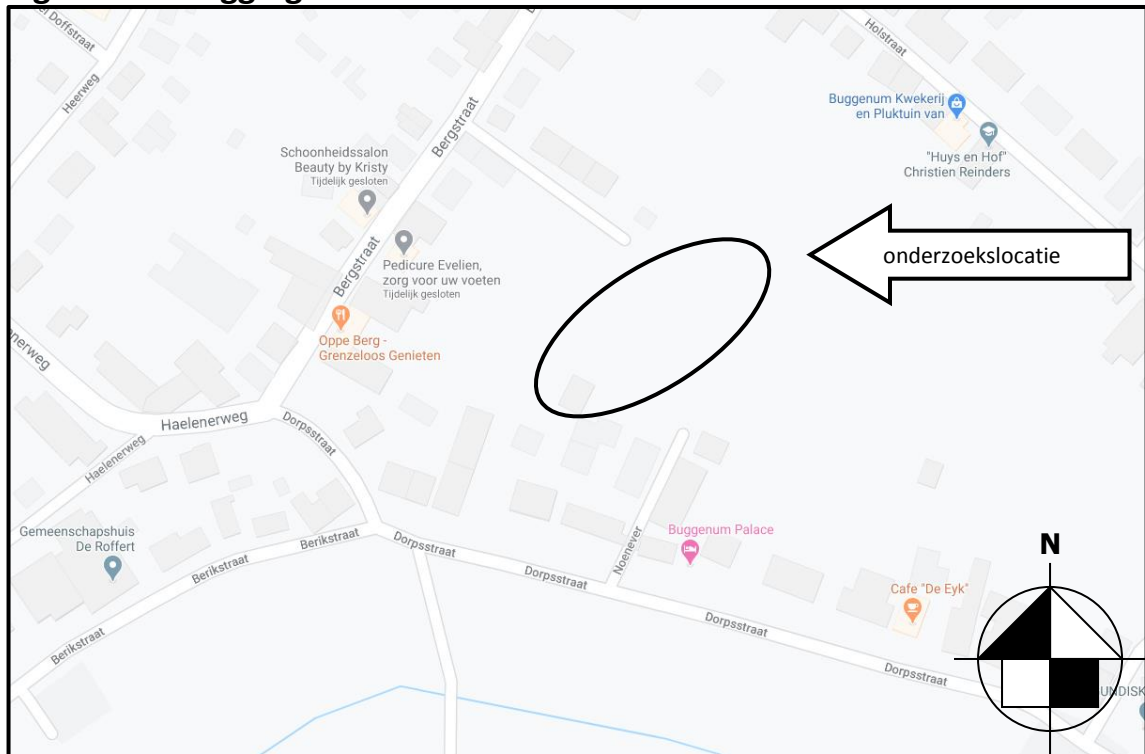 Doffstraat
Heerweg
Bergstraat
Holstraat
Buggenum Kwekerij
en Pluktuin van
"Huys en Hof"
Christien Reinders
Schoonheidssalon
Beauty by Kristy
Tijdelijk gesloten
Bergstraat
Pedicure Evelien,
zorg voor uw voeten
Tijdelijk gesloten
onderzoekslocatie
Oppe Berg -
Grenzeloos Genieten
Haelenerweg
Dorpsstraat
Haelenerweg
Gemeenschapshuis
De Roffert
Berikstraat
Berikstraat
Dorpsstraat
Noenever
Buggenum Palace
N
Dorpsstraat
Cafe "De Eyk"
Dorpsstraat
Berikstraat
Dorpsstraat